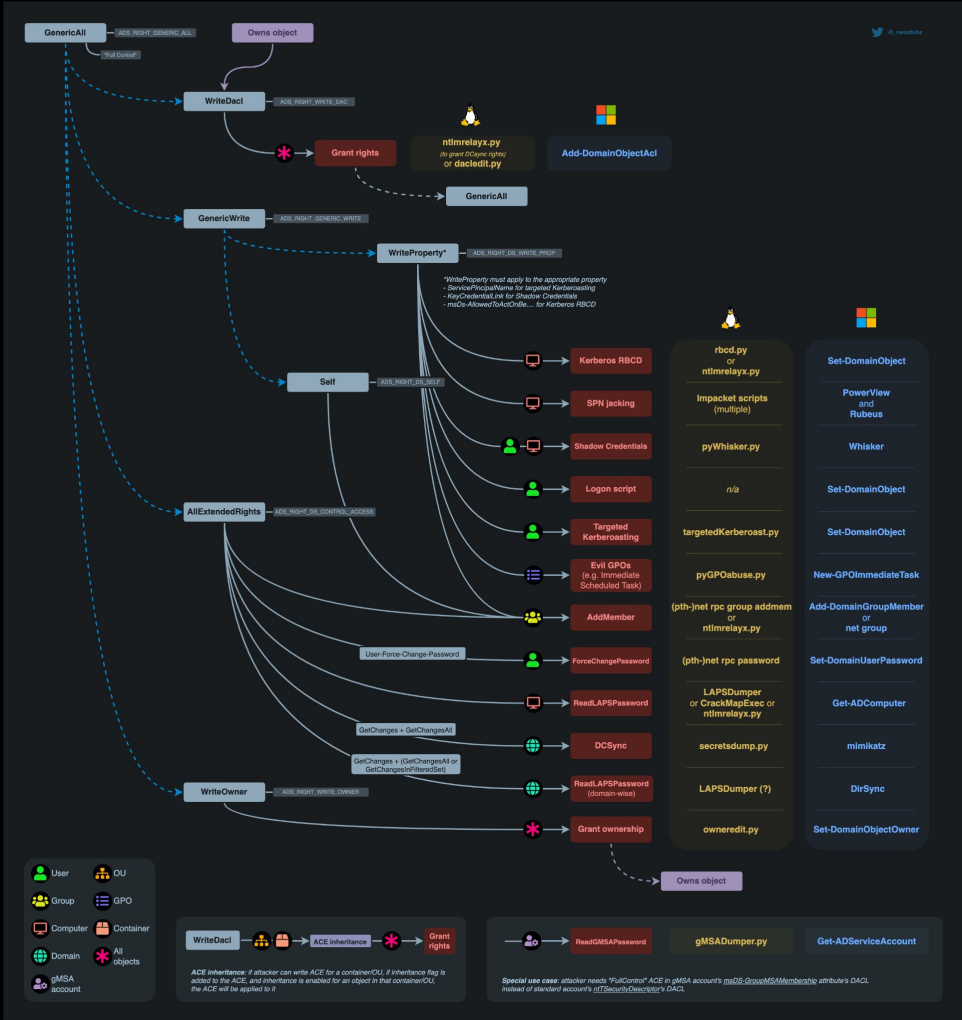 GenericAll
ADS_RIGHT_GENERIC_ALL
"Full Control"
Owns object
WriteDacl
ADS_RIGHT_WRITE_DAC
Grant rights
ntlmrelayx.py
(to grant DCsync rights)
or dacledit.py
Add-DomainObjectAcl
GenericAll
GenericWrite
ADS_RIGHT_GENERIC_WRITE
WriteProperty*
ADS_RIGHT_DS_WRITE_PROP
*WriteProperty must apply to the appropriate property
- ServicePincipalName for targeted Kerberoasting
- KeyCredentialLink for Shadow Credentials
- msDs-AllowedToActOnBe.... for Kerberos RBCD
Kerberos RBCD
rbcd.py
or
ntlmrelayx.py
Set-DomainObject
Self
ADS_RIGHT_DS_SELF
SPN jacking
Impacket scripts
(multiple)
PowerView
and
Rubeus
Shadow Credentials
pyWhisker.py
Whisker
Logon script
n/a
Set-DomainObject
AllExtendedRights
ADS_RIGHT_DS_CONTROL_ACCESS
Targeted
Kerberoasting
targetedKerberoast.py
Set-DomainObject
Evil GPOs
(e.g. Immediate
Scheduled Task)
pyGPOabuse.py
New-GPOImmediateTask
AddMember
(pth-)net rpc group addmem
or
ntlmrelayx.py
Add-DomainGroupMember
or
net group
User-Force-Change-Password
ForceChangePassword
(pth-)net rpc password
Set-DomainUserPassword
ReadLAPSPassword
LAPSDumper
or CrackMapExec or
ntlmrelayx.py
Get-ADComputer
GetChanges + GetChangesAll
DCSync
secretsdump.py
mimikatz
GetChanges + (GetChangesAll or
GetChangesInFilteredSet)
ReadLAPSPassword
(domain-wise)
LAPSDumper (?)
DirSync
WriteOwner
ADS_RIGHT_WRITE_OWNER
Grant ownership
owneredit.py
Set-DomainObjectOwner
Owns object
User
OU
Group
GPO
Computer
Container
Domain
All
objects
gMSA
account
WriteDacl
ACE inheritance
Grant
rights
ACE inheritance: if attacker can write ACE for a container/OU, if inheritance flag is
added to the ACE, and inheritance is enabled for an object in that container/OU,
the ACE will be applied to it
ReadGMSAPassword
gMSADumper.py
Get-ADServiceAccount
Special use case: attacker needs "FullControl" ACE in gMSA account's msDS-GroupMSAMembership attribute's DACL
instead of standard account's ntTSecurityDescriptor's DACL